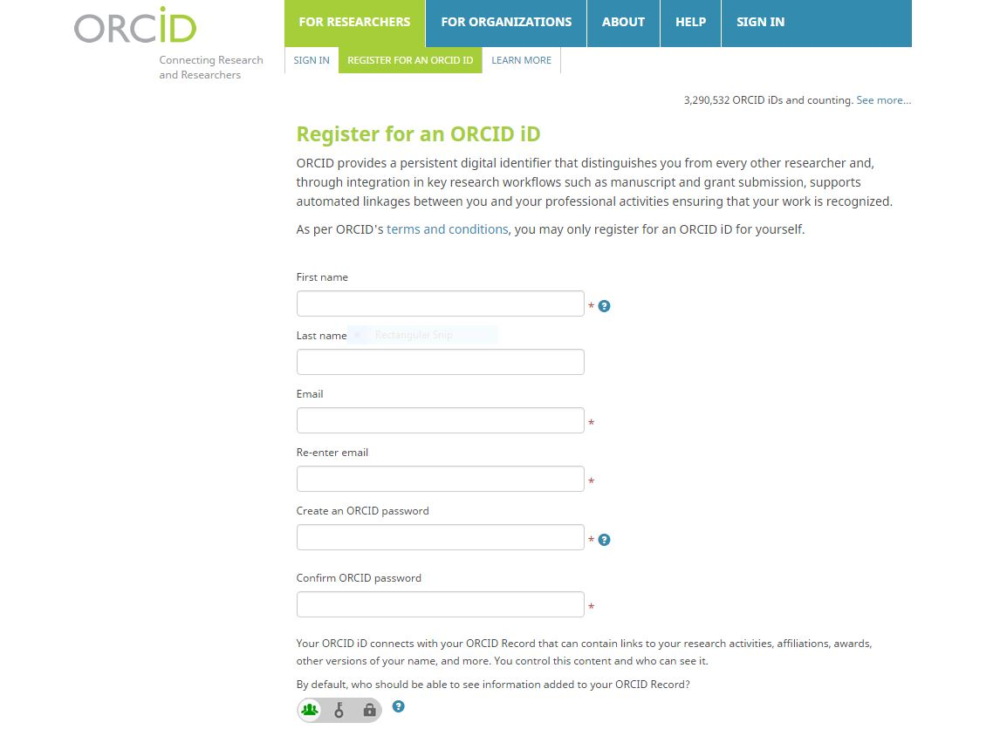 ORCiD
Connecting Research
and Researchers
FOR RESEARCHERS FOR ORGANIZATIONS ABOUT HELP SIGN IN
SIGN IN REGISTER FOR AN ORCID ID LEARN MORE
3,290,532 ORCID iDs and counting. See more...
Register for an ORCID iD
ORCID provides a persistent digital identifier that distinguishes you from every other researcher and,
through integration in key research workflows such as manuscript and grant submission, supports
automated linkages between you and your professional activities ensuring that your work is recognized.
As per ORCID's terms and conditions, you may only register for an ORCID iD for yourself.
First name
* ?
Last name Rectangular Snip
Email
*
Re-enter email
*
Create an ORCID password
* ?
Confirm ORCID password
*
Your ORCID iD connects with your ORCID Record that can contain links to your research activities, affiliations, awards,
other versions of your name, and more. You control this content and who can see it.
By default, who should be able to see information added to your ORCID Record?
?